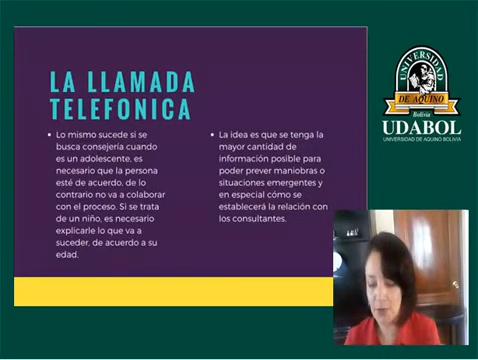 LA LLAMADA
TELEFONICA
• Lo mismo sucede si se
busca consejería cuando
es un adolescente, es
necesario que la persona
esté de acuerdo, de lo
contrario no va a colaborar
con el proceso. Si se trata
de un niño, es necesario
explicarle lo que va a
suceder, de acuerdo a su
edad.
• La idea es que se tenga la
mayor cantidad de
información posible para
poder prever maniobras o
situaciones emergentes y
en especial cómo se
establecerá la relación con
los consultantes.
UNIVERSIDAD
DE AQUINO
Bolivia
UDABOL
UNIVERSIDAD DE AQUINO BOLIVIA